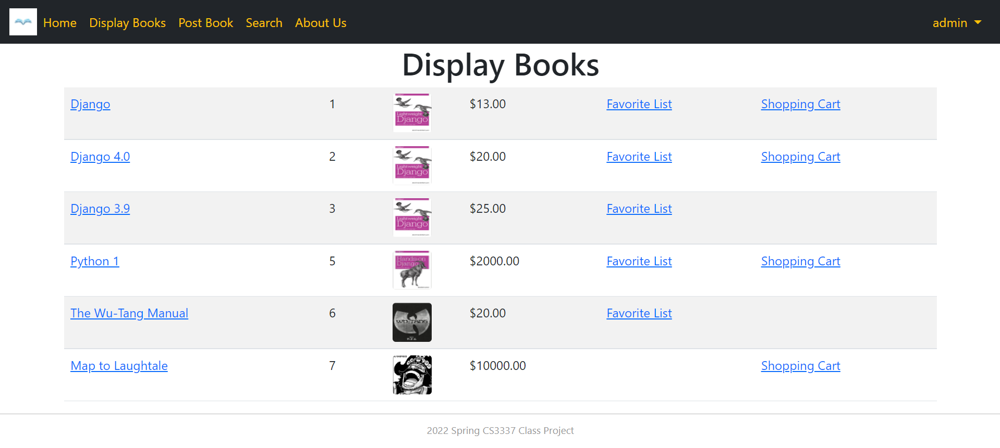 Home Display Books Post Book Search About Us admin
Display Books
Django 1 $13.00 Favorite List Shopping Cart
Lightweight
Django
Django 4.0 2 $20.00 Favorite List Shopping Cart
Lightweight
Django
Django 3.9 3 $25.00 Favorite List
Lightweight
Django
Python 1 5 $2000.00 Favorite List Shopping Cart
Hands-on
Django
The Wu-Tang Manual 6 $20.00 Favorite List
WU-TANG
Map to Laughtale 7 $10000.00 Shopping Cart
2022 Spring CS3337 Class Project